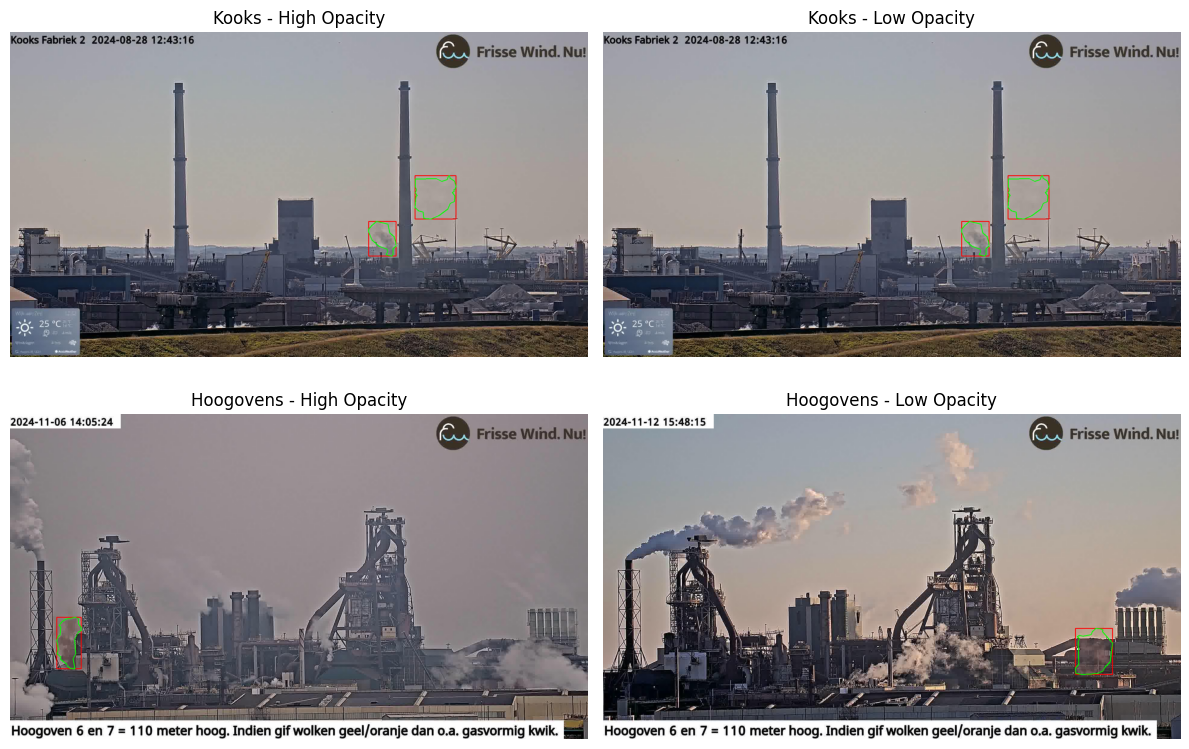 Kooks - High Opacity
Kooks - Low Opacity
Kooks Fabriek 2 2024-08-28 12:43:16
Frisse Wind. Nu!
Kooks Fabriek 2 2024-08-28 12:43:16
Frisse Wind. Nu!
25 °C
25 °C
Hoogovens - High Opacity
Hoogovens - Low Opacity
2024-11-06 14:05:24
Frisse Wind. Nu!
2024-11-12 15:48:15
Frisse Wind. Nu!
Hoogoven 6 en 7 = 110 meter hoog. Indien gif wolken geel/oranje dan o.a. gasvormig kwik.
Hoogoven 6 en 7 = 110 meter hoog. Indien gif wolken geel/oranje dan o.a. gasvormig kwik.